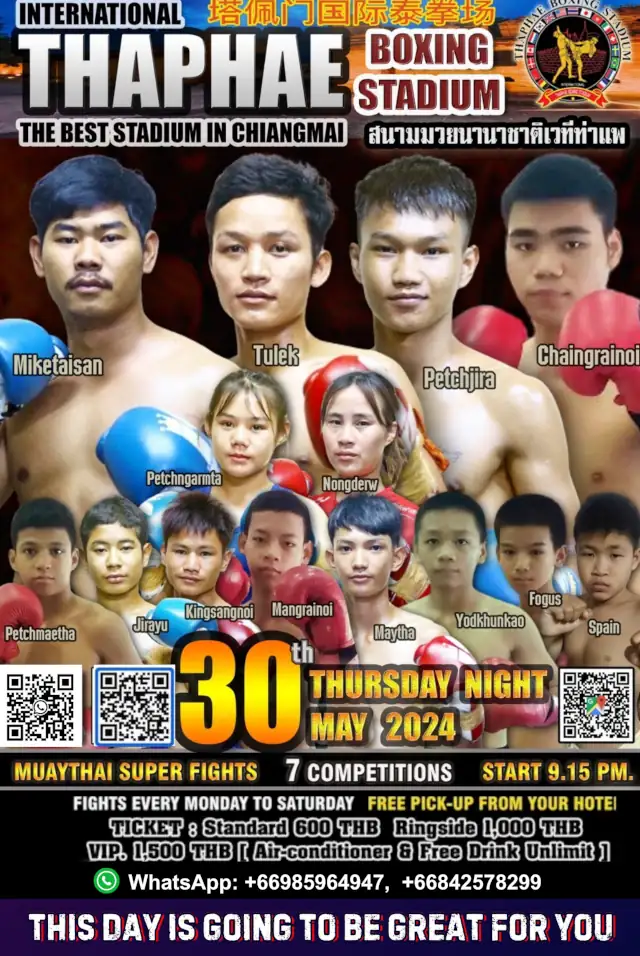 INTERNATIONAL
塔佩门国际泰拳场
THAPHAE
BOXING
STADIUM
THAPHAE BOXING STADIUM
THE BEST STADIUM IN CHIANGMAI
สนามมวยนานาชาติเวทีท่าแพ
Miketaisan
Tulek
Petchjira
Chaingrainoi
Petchngarmta
Nongderw
Petchmaetha
Jirayu
Kingsangnoi
Mangrainoi
Maytha
Yodkhunkao
Fogus
Spain
30th
THURSDAY NIGHT
MAY 2024
MUAYTHAI SUPER FIGHTS 7 COMPETITIONS START 9.15 PM.
FIGHTS EVERY MONDAY TO SATURDAY FREE PICK-UP FROM YOUR HOTEl
TICKET : Standard 600 THB Ringside 1,000 THB
VIP. 1,500 THB [ Air-conditioner & Free Drink Unlimit ]
WhatsApp: +66985964947, +66842578299
THIS DAY IS GOING TO BE GREAT FOR YOU